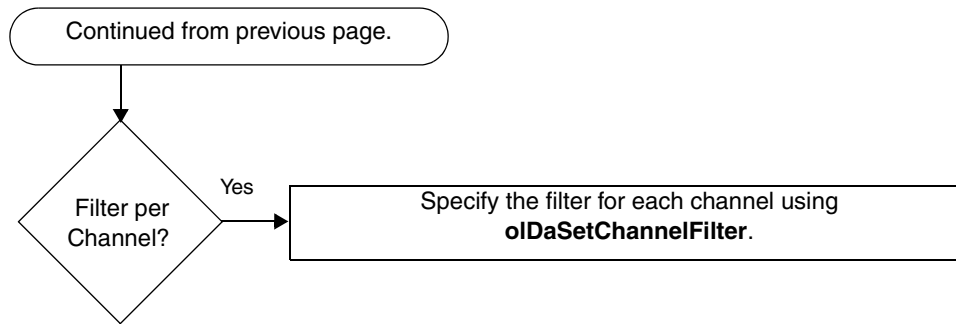 Continued from previous page.
Filter per
Channel?
Yes
Specify the filter for each channel using
olDaSetChannelFilter.